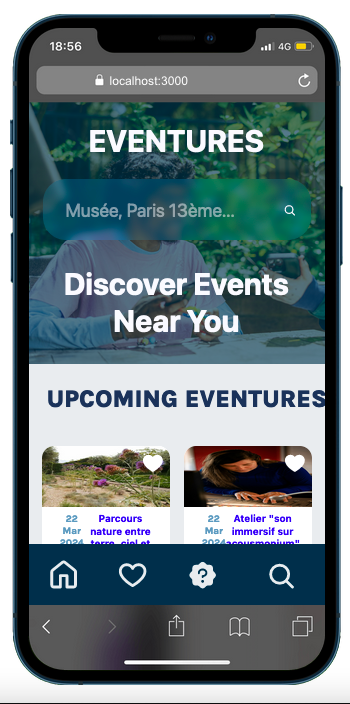 18:56
4G
localhost:3000
EVENTURES
Musée, Paris 13ème...
Discover Events
Near You
UPCOMING EVENTURES
22
Mar
2024
Parcours
nature entre
terre, ciel et
22
Mar
2024
Atelier "son
immersif sur
acousmonium"
?